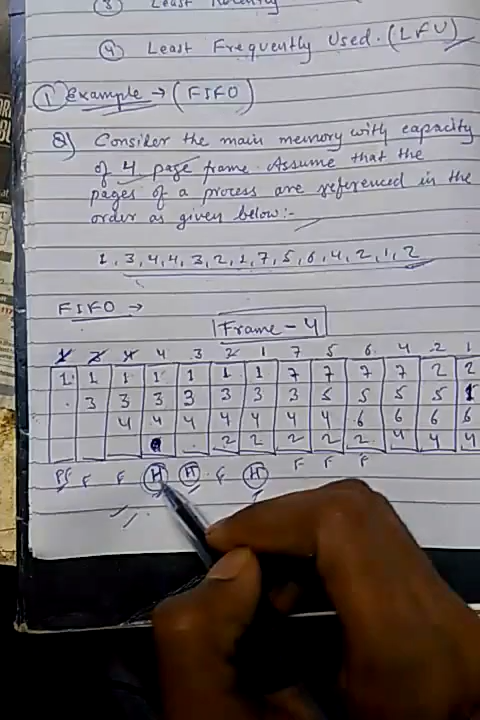 ③ Least Recently
④ Least Frequently Used. (LFU)
① Example → (FIFO)
Q) Consider the main memory with capacity
of 4 page frame. Assume that the
pages of a process are referenced in the
order as given below:-
1, 3, 4, 4, 3, 2, 1, 7, 5, 6, 4, 2, 1, 2
FIFO →
Frame - 4
4 3 2 1 7 5 6 4 2 1
1 1 1 1 1 1 1 7 7 7 7 2 2
3 3 3 3 3 3 3 5 5 5 5 1
4 4 4 4 4 4 4 6 6 6 6
2 2 2 2 2 4 4 4
PF F F H H F H F F F